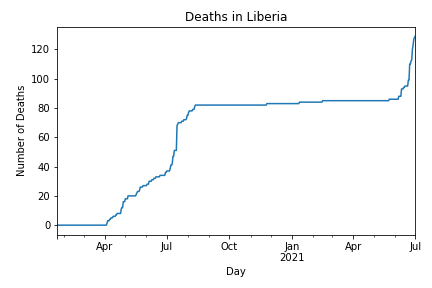 Deaths in Liberia
Number of Deaths
120
100
80
60
40
20
0
Apr
Jul
Oct
Jan
2021
Apr
Jul
Day